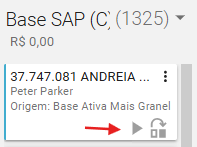 Base SAP (C) (1325)
R$ 0,00
37.747.081 ANDREIA ...
Peter Parker
Origem: Base Ativa Mais Granel